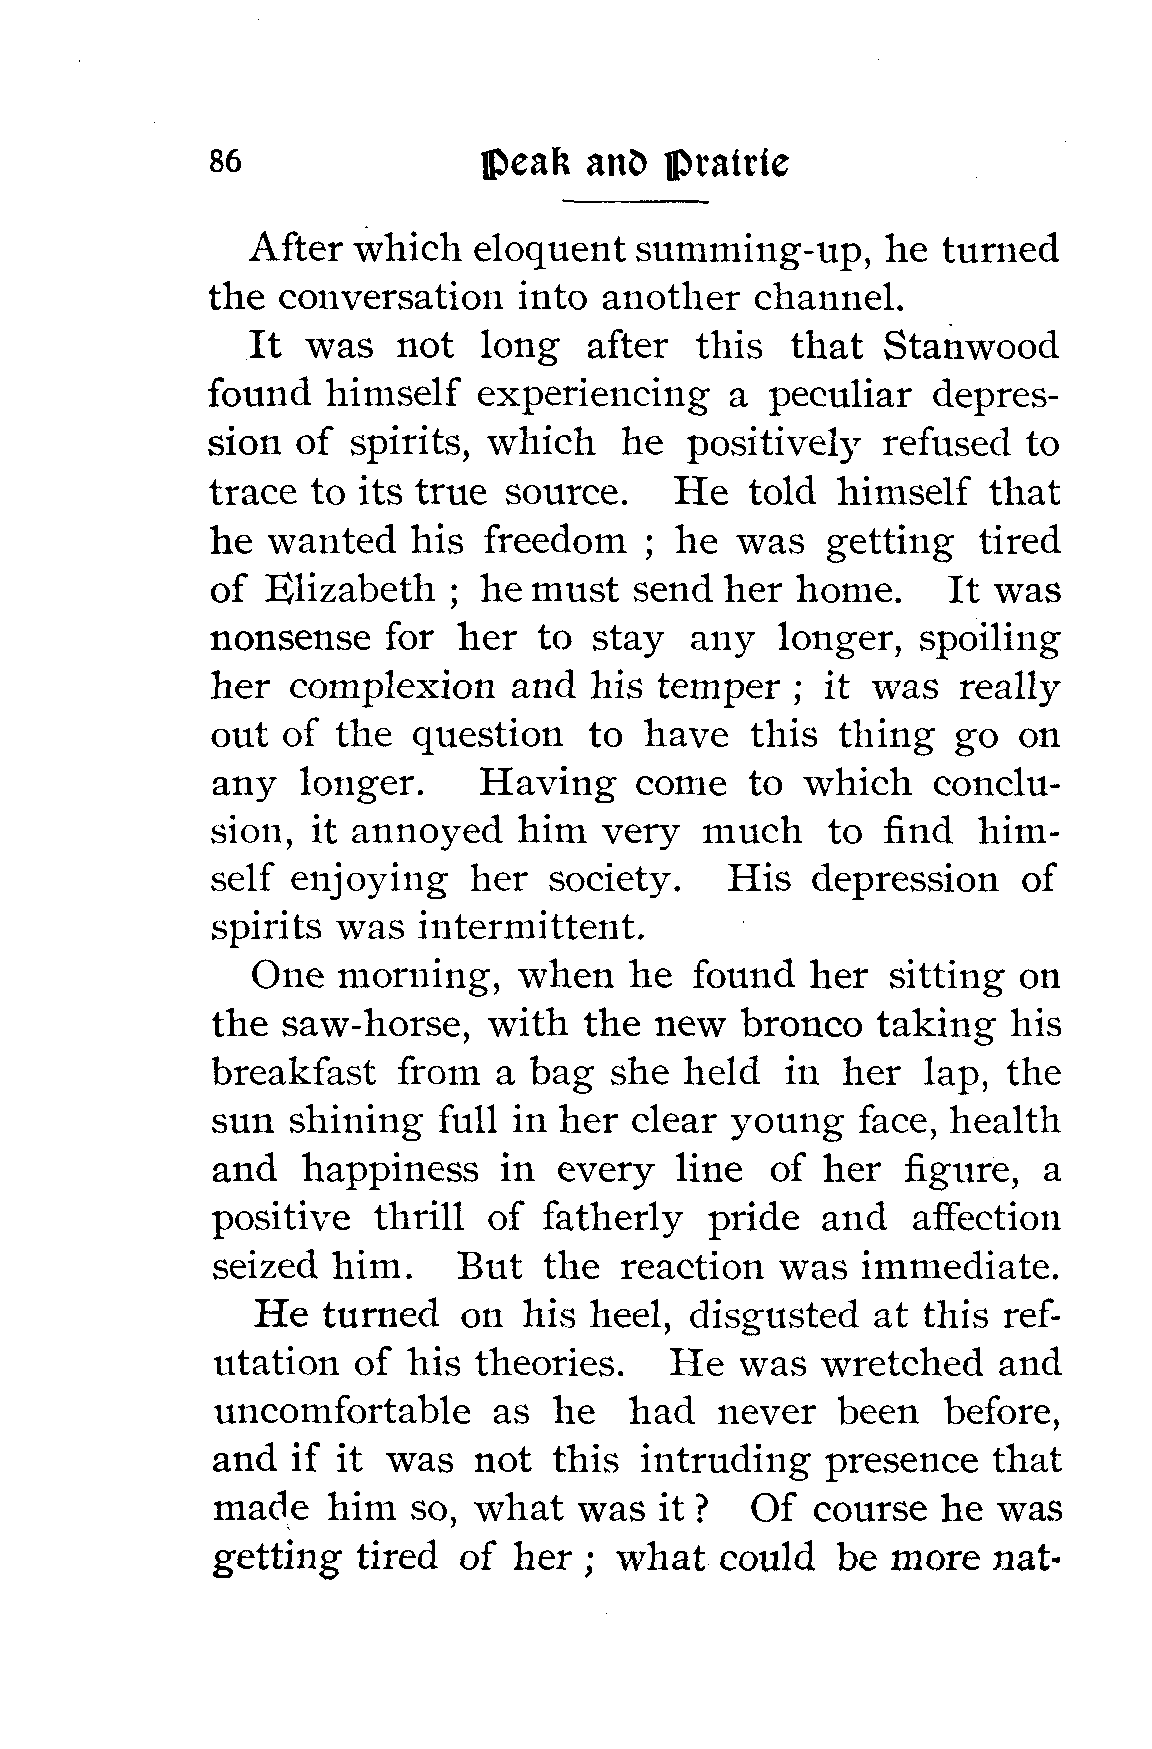 86 Peak and Prairie
After which eloquent summing-up, he turned
the conversation into another channel.
It was not long after this that Stanwood
found himself experiencing a peculiar depres-
sion of spirits, which he positively refused to
trace to its true source. He told himself that
he wanted his freedom ; he was getting tired
of Elizabeth ; he must send her home. It was
nonsense for her to stay any longer, spoiling
her complexion and his temper ; it was really
out of the question to have this thing go on
any longer. Having come to which conclu-
sion, it annoyed him very much to find him-
self enjoying her society. His depression of
spirits was intermittent.
One morning, when he found her sitting on
the saw-horse, with the new bronco taking his
breakfast from a bag she held in her lap, the
sun shining full in her clear young face, health
and happiness in every line of her figure, a
positive thrill of fatherly pride and affection
seized him. But the reaction was immediate.
He turned on his heel, disgusted at this ref-
utation of his theories. He was wretched and
uncomfortable as he had never been before,
and if it was not this intruding presence that
made him so, what was it ? Of course he was
getting tired of her ; what could be more nat-